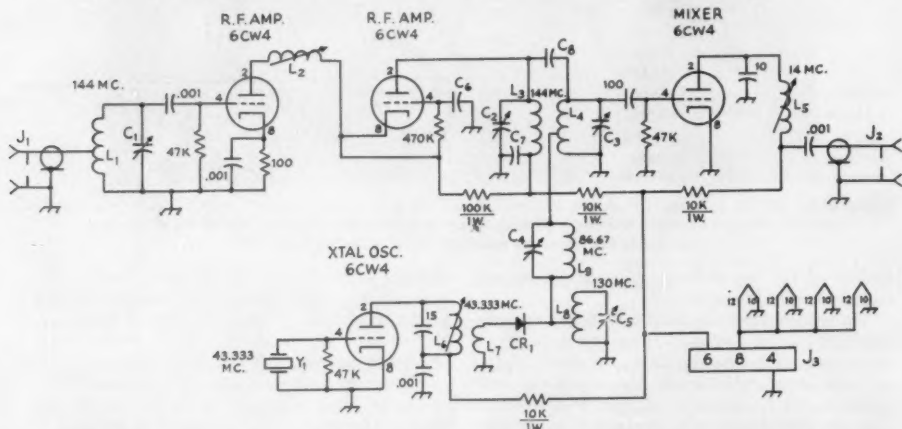 R.F. AMP.
6CW4
R.F. AMP.
6CW4
MIXER
6CW4
2
L2
2
C8
2
10
14 MC.
144 MC.
.001
4
4
C6
L3
144 MC.
L4
100
4
L5
J1
C1
L1
47K
8
8
470K
C2
C7
C3
47K
8
.001
J2
.001
100
100K
1W.
10K
1W.
10K
1W.
C4
86.67
MC.
L9
XTAL OSC.
6CW4
130 MC.
2
43.333 MC.
15
L6
L8
C5
12 10 12 10 12 10 12 10
4
L7
CR1
6 8 4
J3
43.333
MC.
Y1
47K
8
.001
10K
1W.